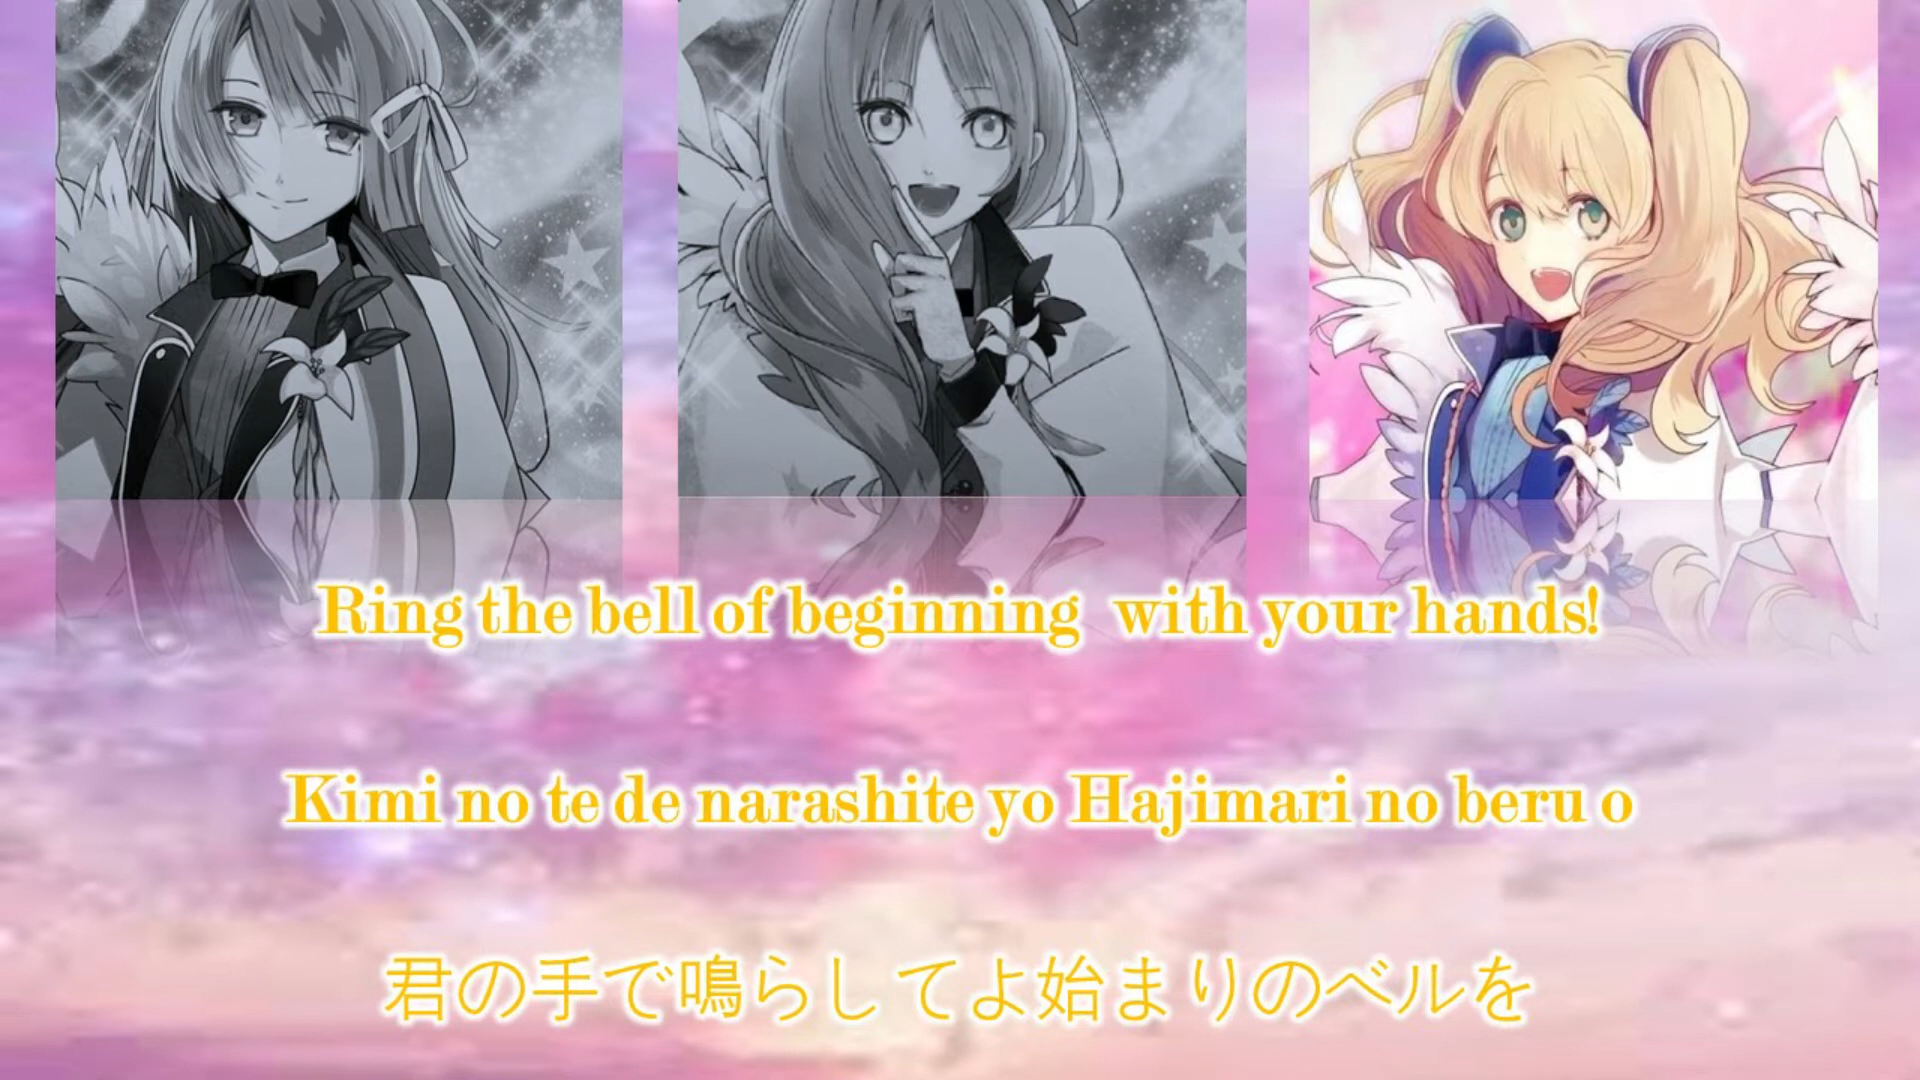 Ring the bell of beginning with your hands!
Kimi no te de narashite yo Hajimari no beru o
君の手で鳴らしてよ始まりのベルを